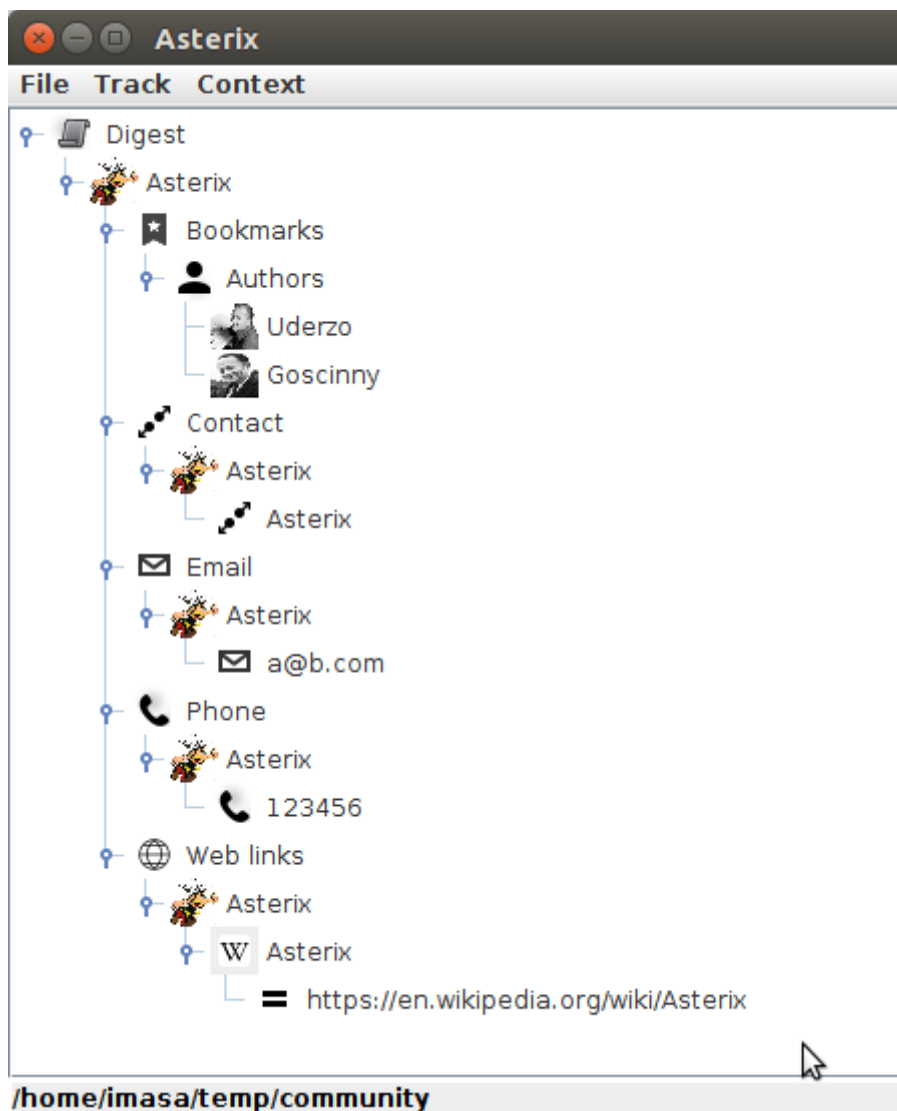 Asterix
File Track Context
Digest
Asterix
Bookmarks
Authors
Uderzo
Goscinny
Contact
Asterix
Asterix
Email
Asterix
a@b.com
Phone
Asterix
123456
Web links
Asterix
W Asterix
https://en.wikipedia.org/wiki/Asterix
/home/imasa/temp/community